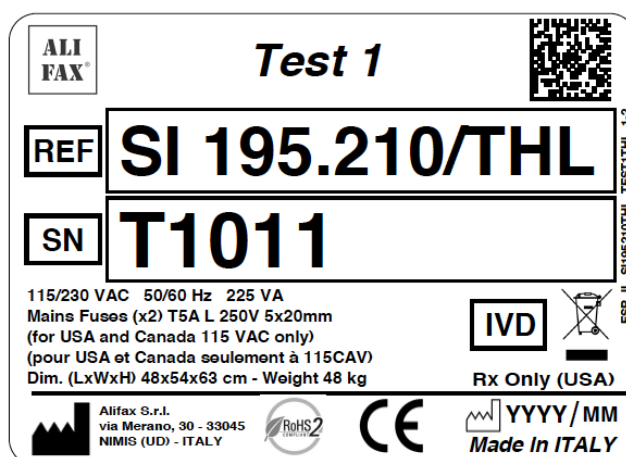 ALI
FAX®
Test 1
REF
SI 195.210/THL
SN
T1011
115/230 VAC 50/60 Hz 225 VA
Mains Fuses (x2) T5A L 250V 5x20mm
(for USA and Canada 115 VAC only)
(pour USA et Canada seulement à 115CAV)
Dim. (LxWxH) 48x54x63 cm - Weight 48 kg
IVD
Rx Only (USA)
Alifax S.r.l.
via Merano, 30 - 33045
NIMIS (UD) - ITALY
RoHS2
COMPLIANT
CE
YYYY/MM
Made In ITALY